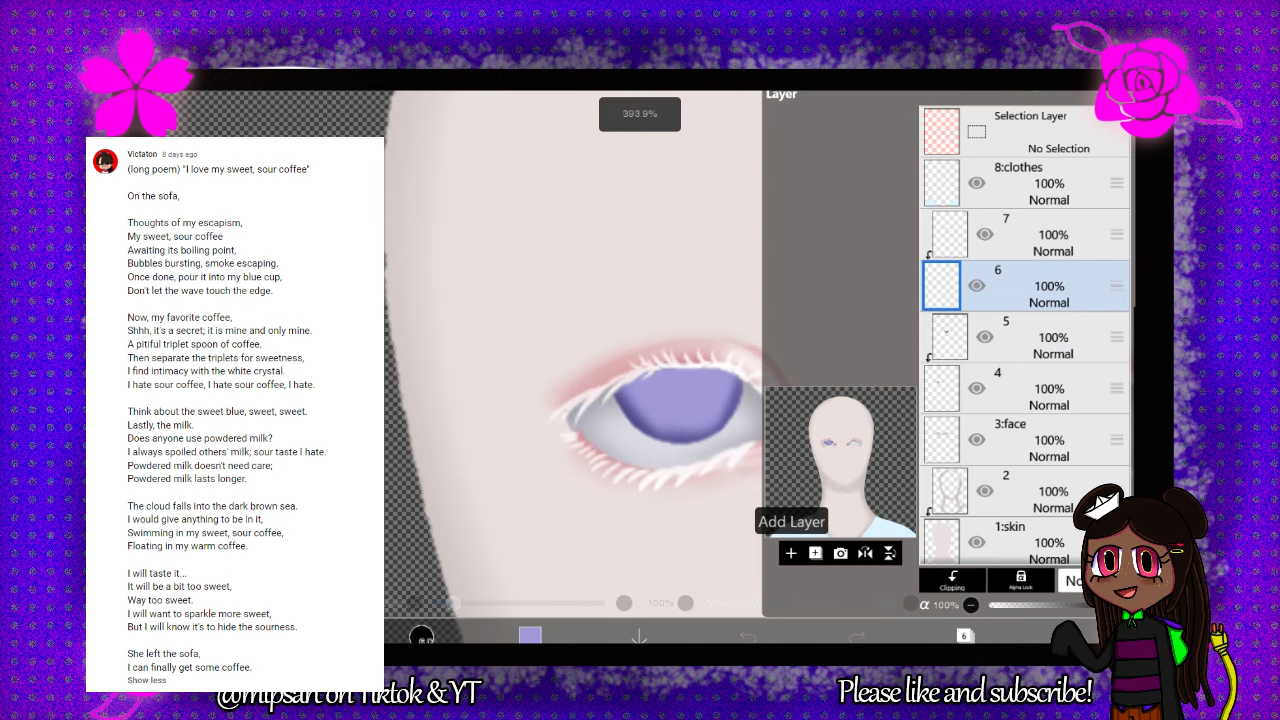 Victaton 8 days ago
(long poem) "I love my sweet, sour coffee"
On the sofa,
Thoughts of my escapism,
My sweet, sour coffee
Awaiting its boiling point,
Bubbles bursting, smoke escaping.
Once done, pour it into my blue cup,
Don't let the wave touch the edge.
Now, my favorite coffee,
Shhh, it's a secret; it is mine and only mine.
A pitiful triplet spoon of coffee.
Then separate the triplets for sweetness,
I find intimacy with the white crystal.
I hate sour coffee, I hate sour coffee, I hate.
Think about the sweet blue, sweet, sweet.
Lastly, the milk.
Does anyone use powdered milk?
I always spoiled others' milk; sour taste I hate.
Powdered milk doesn't need care;
Powdered milk lasts longer.
The cloud falls into the dark brown sea.
I would give anything to be in it,
Swimming in my sweet, sour coffee,
Floating in my warm coffee.
I will taste it...
It will be a bit too sweet,
Way too sweet.
I will want to sparkle more sweet,
But I will know it's to hide the sourness.
She left the sofa,
I can finally get some coffee.
Show less
393.9%
Layer
Selection Layer
No Selection
8:clothes
100%
Normal
7
100%
Normal
6
100%
Normal
5
100%
Normal
4
100%
Normal
3:face
100%
Normal
2
100%
Normal
1:skin
100%
Normal
Add Layer
Clipping
Alpha Lock
No
α 100%
100%
6
@mipsart on Tiktok & YT
Please like and subscribe!